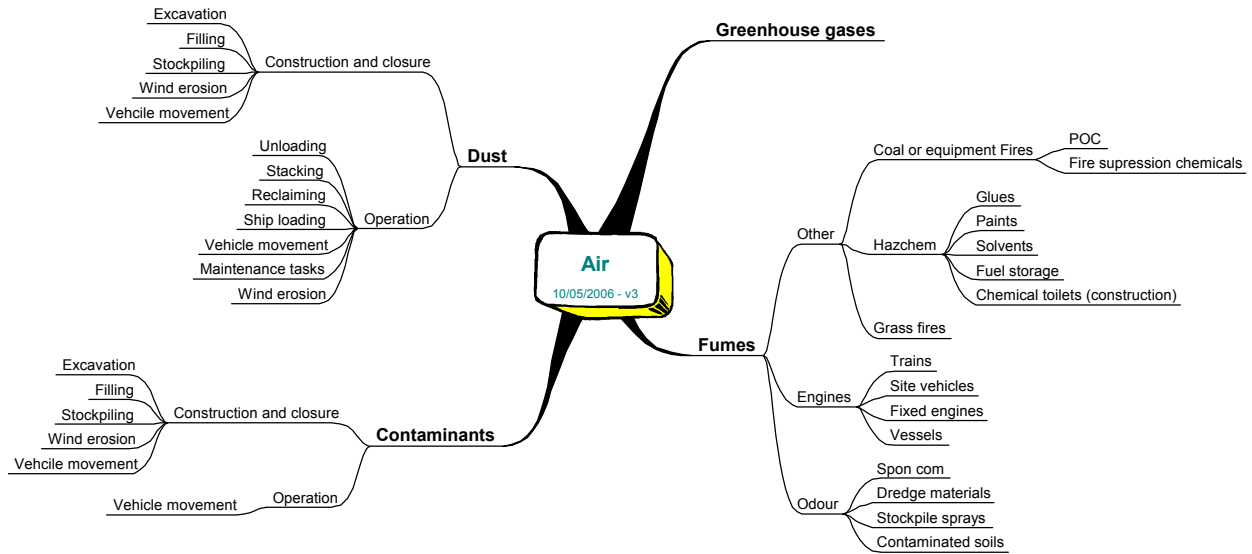 Air
10/05/2006 - v3
Greenhouse gases
Fumes
Other
Coal or equipment Fires
POC
Fire supression chemicals
Hazchem
Glues
Paints
Solvents
Fuel storage
Chemical toilets (construction)
Grass fires
Engines
Trains
Site vehicles
Fixed engines
Vessels
Odour
Spon com
Dredge materials
Stockpile sprays
Contaminated soils
Dust
Construction and closure
Excavation
Filling
Stockpiling
Wind erosion
Vehcile movement
Operation
Unloading
Stacking
Reclaiming
Ship loading
Vehicle movement
Maintenance tasks
Wind erosion
Contaminants
Construction and closure
Excavation
Filling
Stockpiling
Wind erosion
Vehcile movement
Operation
Vehicle movement